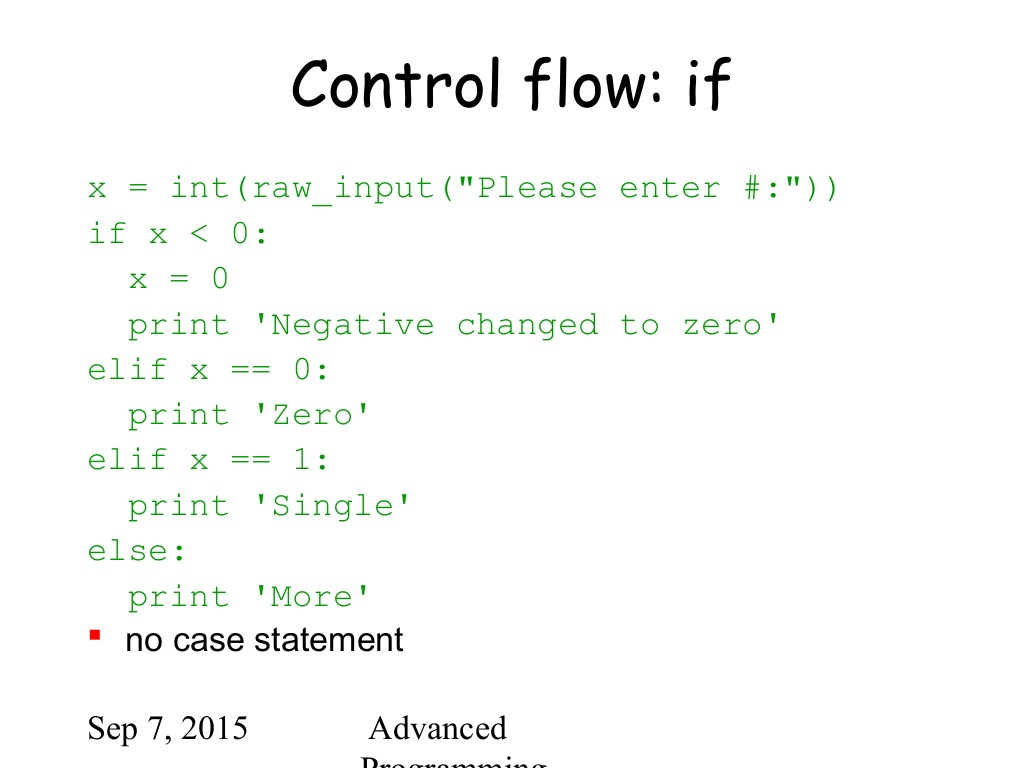 Control flow: if
x = int(raw_input("Please enter #:"))
if x < 0:
  x = 0
  print 'Negative changed to zero'
elif x == 0:
  print 'Zero'
elif x == 1:
  print 'Single'
else:
  print 'More'
▪ no case statement
Sep 7, 2015 Advanced
Programming